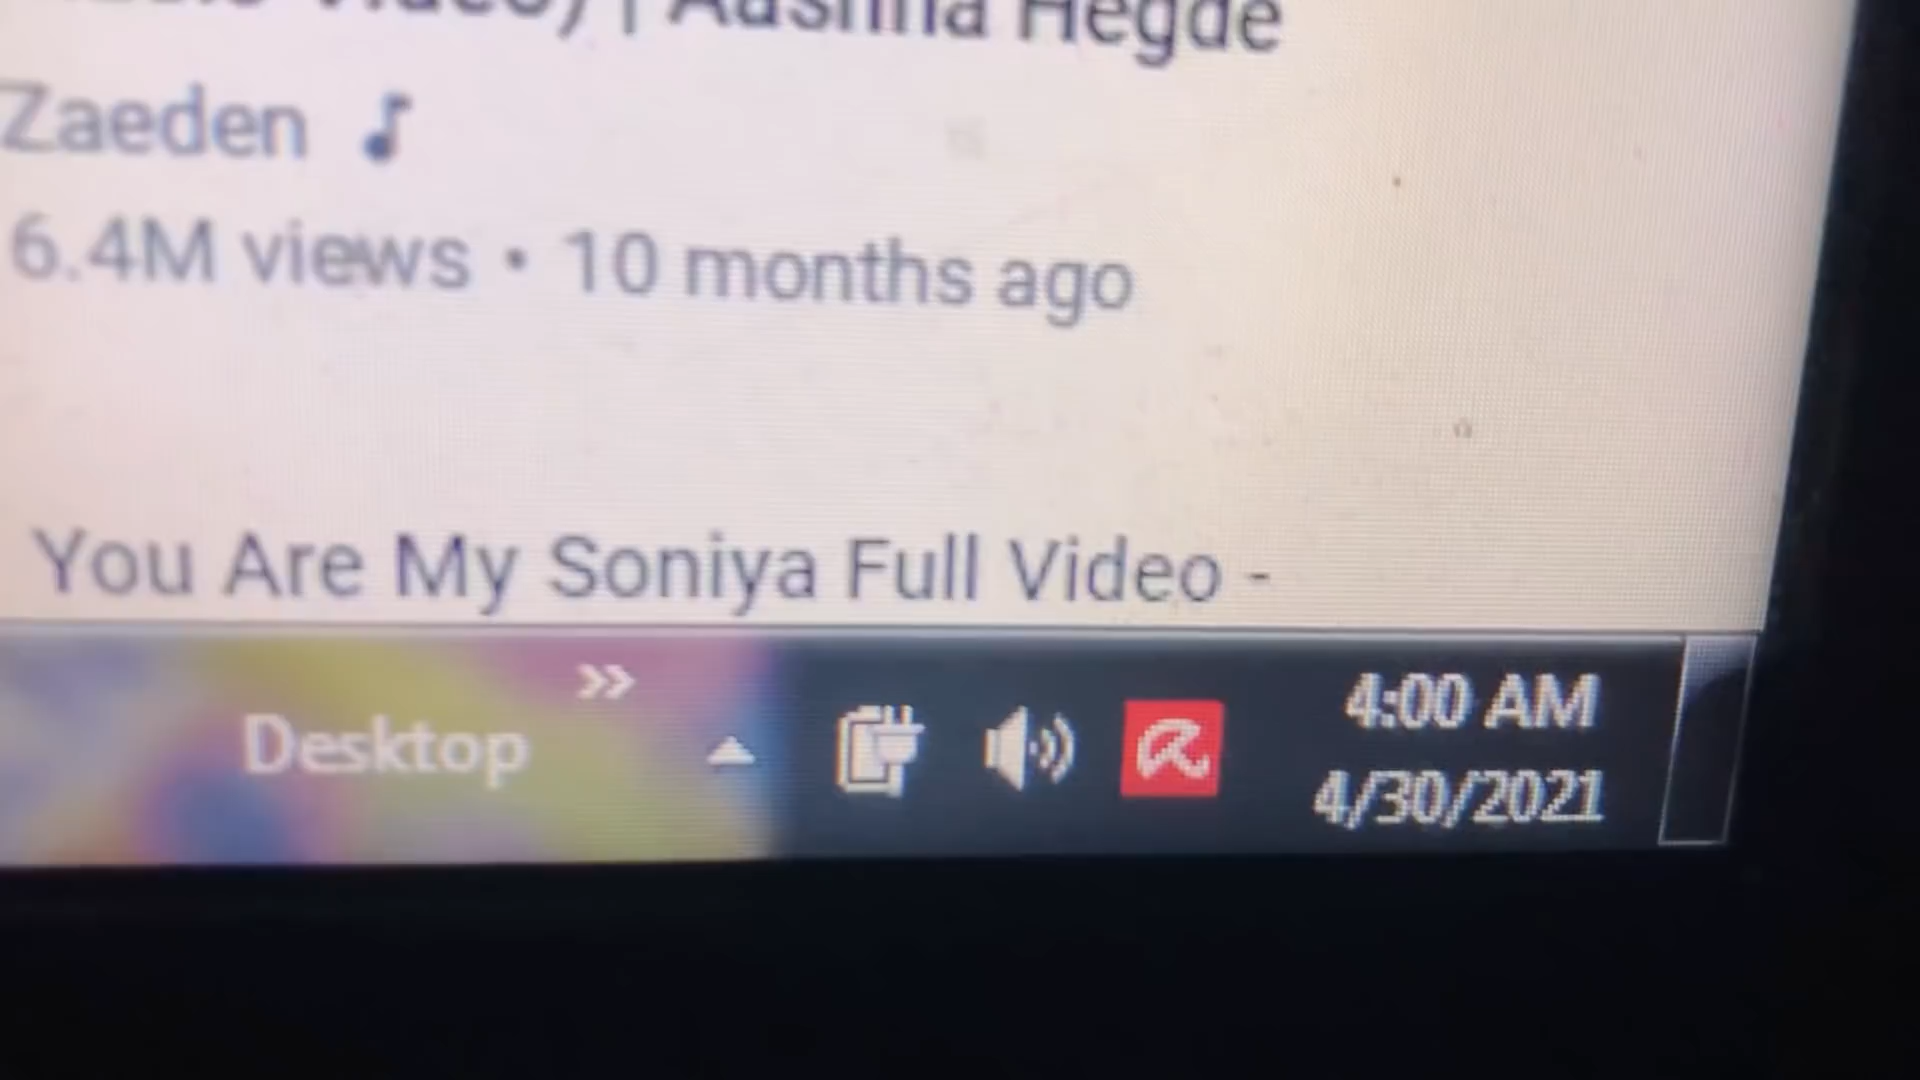 Video) | Aashna Hegde
Zaeden
6.4M views • 10 months ago
You Are My Soniya Full Video -
Desktop
4:00 AM
4/30/2021